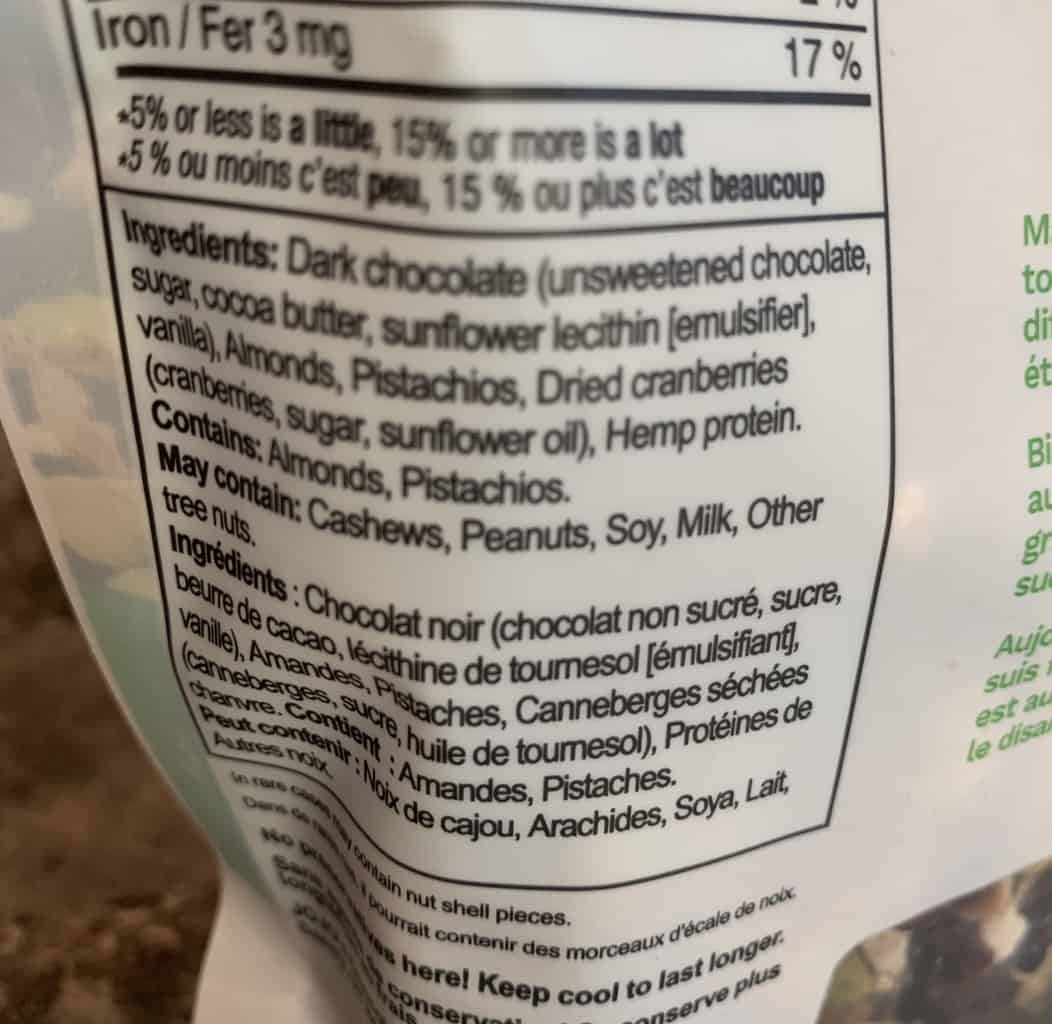 Iron / Fer 3 mg 17 %
*5% or less is a little, 15% or more is a lot
*5 % ou moins c'est peu, 15 % ou plus c'est beaucoup
Ingredients: Dark chocolate (unsweetened chocolate,
sugar, cocoa butter, sunflower lecithin [emulsifier],
vanilla), Almonds, Pistachios, Dried cranberries
(cranberries, sugar, sunflower oil), Hemp protein.
Contains: Almonds, Pistachios.
May contain: Cashews, Peanuts, Soy, Milk, Other
tree nuts.
Ingrédients : Chocolat noir (chocolat non sucré, sucre,
beurre de cacao, lécithine de tournesol [émulsifiant],
vanille), Amandes, Pistaches, Canneberges séchées
(canneberges, sucre, huile de tournesol), Protéines de
chanvre. Contient : Amandes, Pistaches.
Peut contenir : Noix de cajou, Arachides, Soya, Lait,
Autres noix.
In rare cases may contain nut shell pieces.
pourrait contenir des morceaux d'écale de noix.
here! Keep cool to last longer.
plus
suis
est au